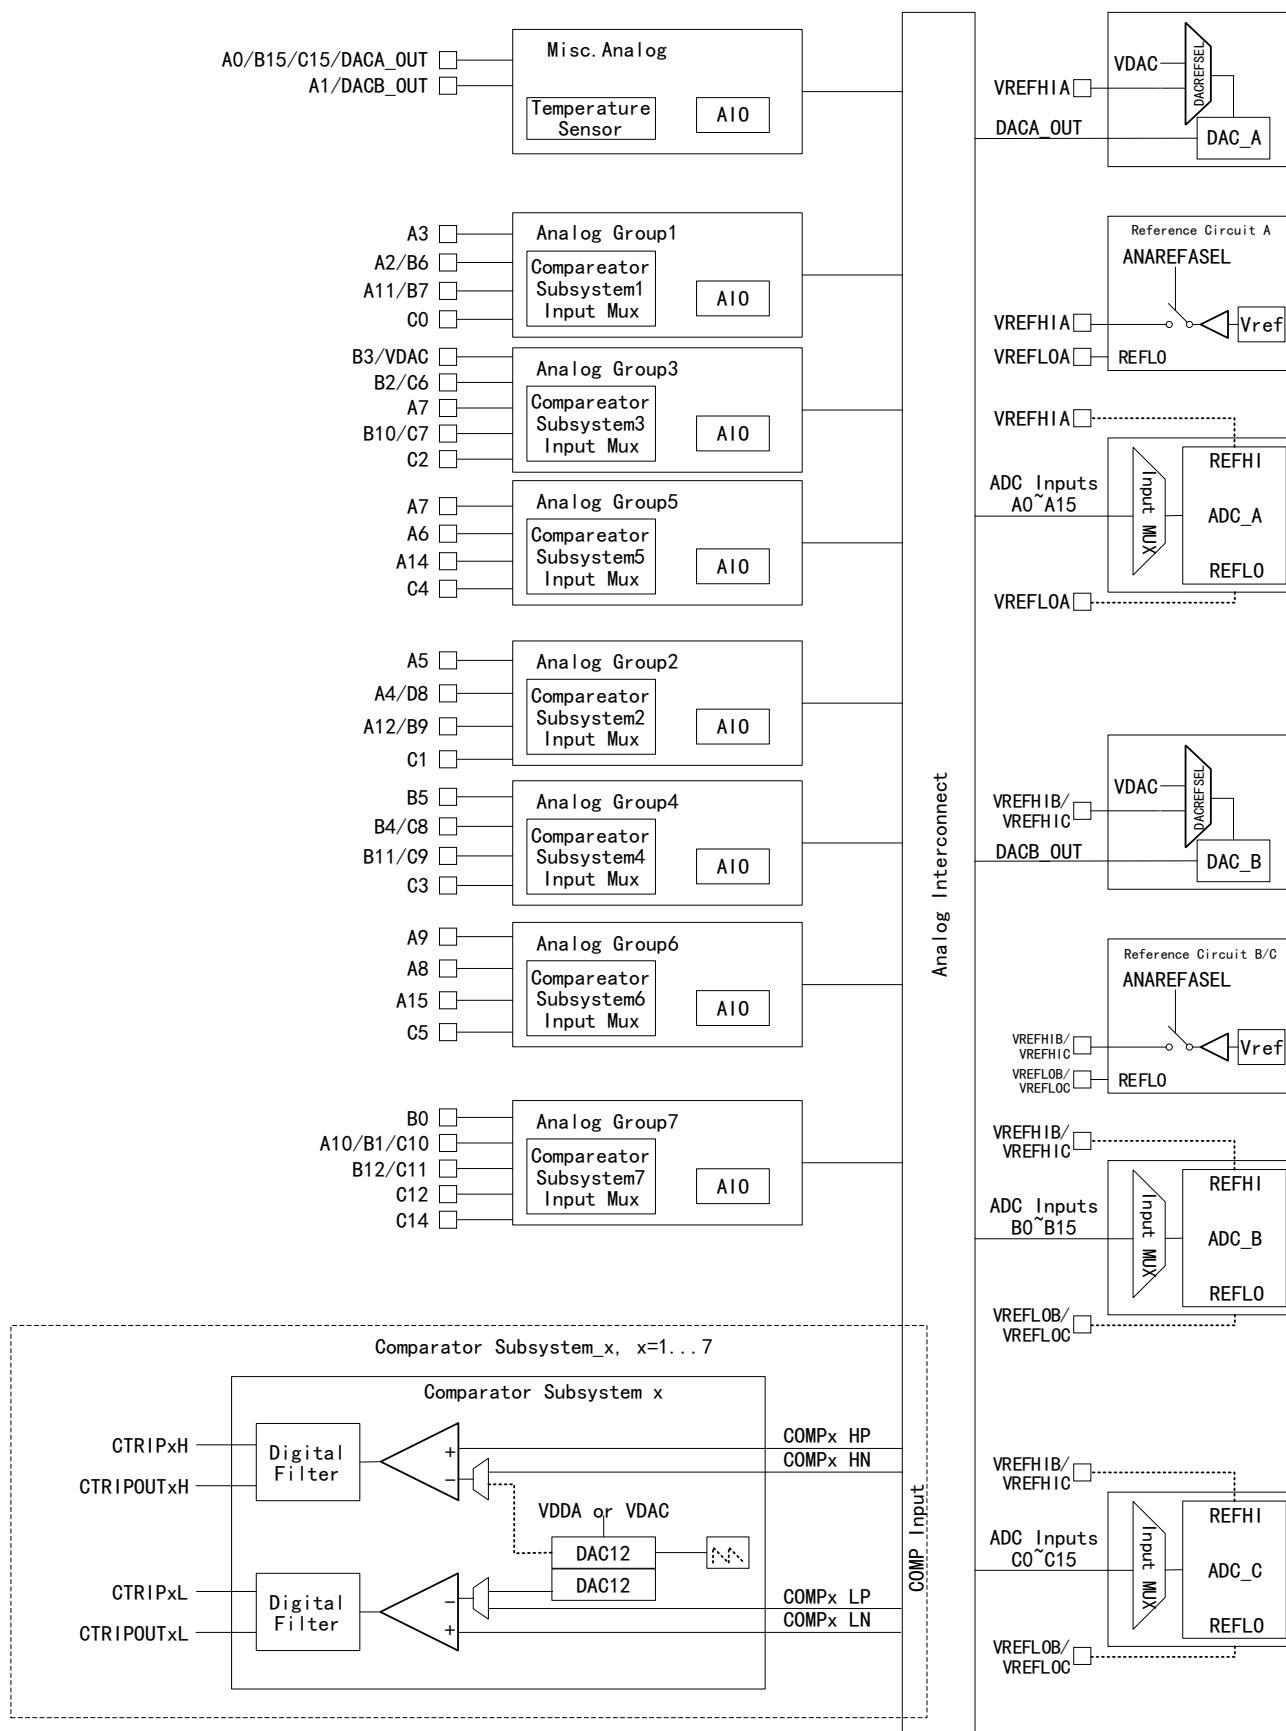 A0/B15/C15/DACA_OUT
A1/DACB_OUT
Misc.Analog
Temperature
Sensor
AIO
A3
A2/B6
A11/B7
C0
Analog Group1
Compareator
Subsystem1
Input Mux
AIO
B3/VDAC
B2/C6
A7
B10/C7
C2
Analog Group3
Compareator
Subsystem3
Input Mux
AIO
A7
A6
A14
C4
Analog Group5
Compareator
Subsystem5
Input Mux
AIO
A5
A4/D8
A12/B9
C1
Analog Group2
Compareator
Subsystem2
Input Mux
AIO
B5
B4/C8
B11/C9
C3
Analog Group4
Compareator
Subsystem4
Input Mux
AIO
A9
A8
A15
C5
Analog Group6
Compareator
Subsystem6
Input Mux
AIO
B0
A10/B1/C10
B12/C11
C12
C14
Analog Group7
Compareator
Subsystem7
Input Mux
AIO
Comparator Subsystem_x, x=1...7
Comparator Subsystem x
CTRIPxH
CTRIPOUTxH
Digital
Filter
+
−
COMPx HP
COMPx HN
VDDA or VDAC
DAC12
DAC12
CTRIPxL
CTRIPOUTxL
Digital
Filter
−
+
COMPx LP
COMPx LN
COMP Input
Analog Interconnect
VDAC
VREFHIA
DACREFSEL
DACA_OUT
DAC_A
Reference Circuit A
ANAREFASEL
VREFHIA
Vref
VREFLOA
REFLO
VREFHIA
ADC Inputs
A0~A15
Input MUX
REFHI
ADC_A
REFLO
VREFLOA
VDAC
VREFHIB/
VREFHIC
DACREFSEL
DACB_OUT
DAC_B
Reference Circuit B/C
ANAREFASEL
VREFHIB/
VREFHIC
Vref
VREFLOB/
VREFLOC
REFLO
VREFHIB/
VREFHIC
ADC Inputs
B0~B15
Input MUX
REFHI
ADC_B
REFLO
VREFLOB/
VREFLOC
VREFHIB/
VREFHIC
ADC Inputs
C0~C15
Input MUX
REFHI
ADC_C
REFLO
VREFLOB/
VREFLOC